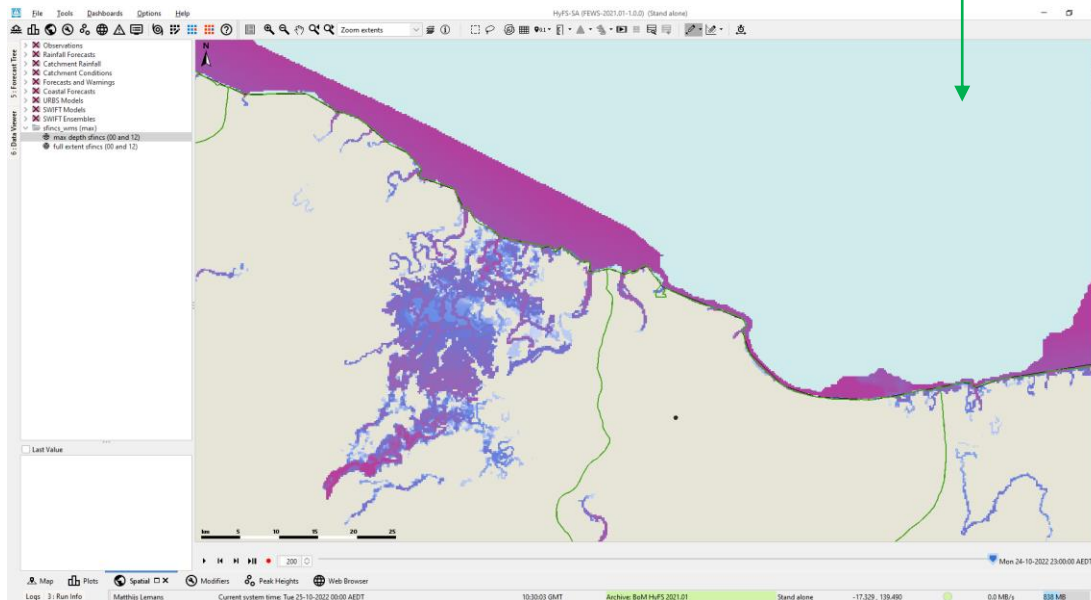 File Tools Dashboards Options Help
HyFS-SA (FEWS-2021.01-1.0.0) (Stand alone)
Zoom extents
5 : Forecast Tree
6 : Data Viewer
Observations
Rainfall Forecasts
Catchment Rainfall
Catchment Conditions
Forecasts and Warnings
Coastal Forecasts
URBS Models
SWIFT Models
SWIFT Ensembles
sfincs_wms (max)
max depth sfincs (00 and 12)
full extent sfincs (00 and 12)
N
Last Value
km 5 10 15 20 25
200
Mon 24-10-2022 23:00:00 AEDT
Map Plots Spatial Modifiers Peak Heights Web Browser
Logs 3 : Run Info Matthijs Lemans Current system time: Tue 25-10-2022 00:00 AEDT 10:30:03 GMT Archive: BoM HyFS 2021.01 Stand alone -17.329, 139.490 0.0 MB/s 838 MB